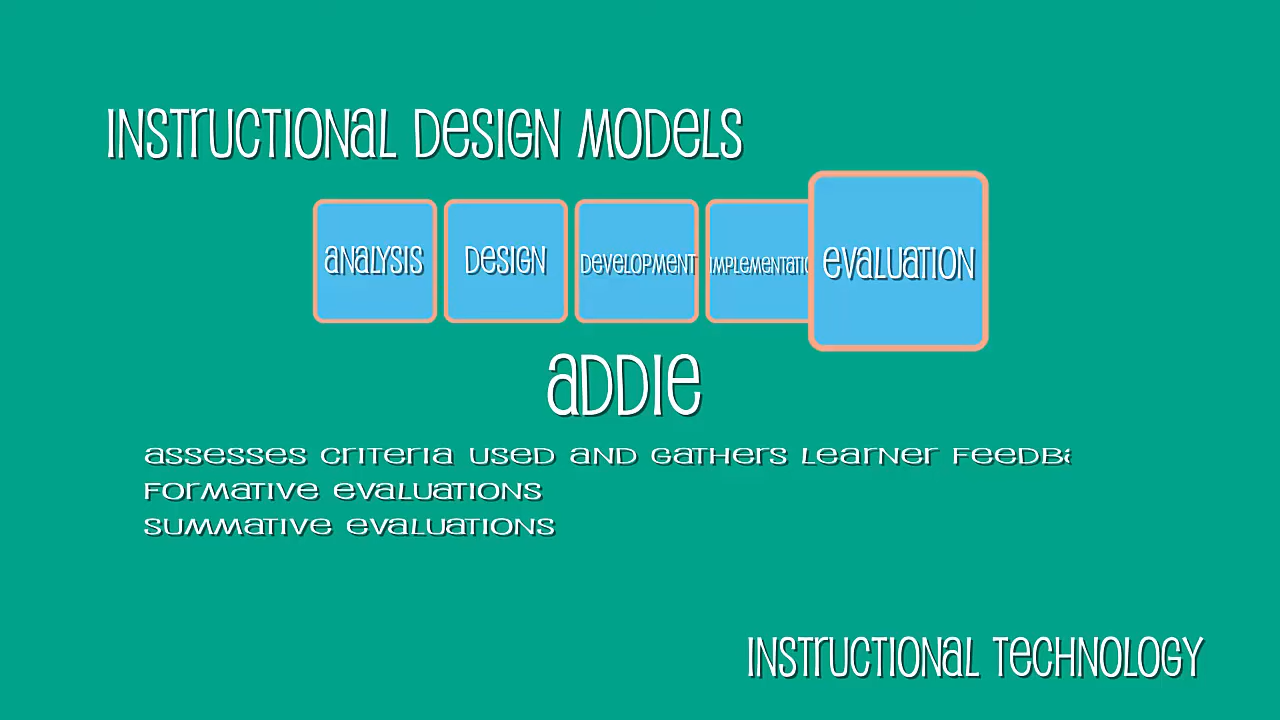 INSTRUCTIONAL DESIGN MODELS
ANALYSIS
DESIGN
DEVELOPMENT
EVALUATION
ADDIE
ASSESSES CRITERIA USED AND GATHERS LEARNER
FORMATIVE EVALUATIONS
SUMMATIVE EVALUATIONS
INSTRUCTIONAL TECHNOLOGY